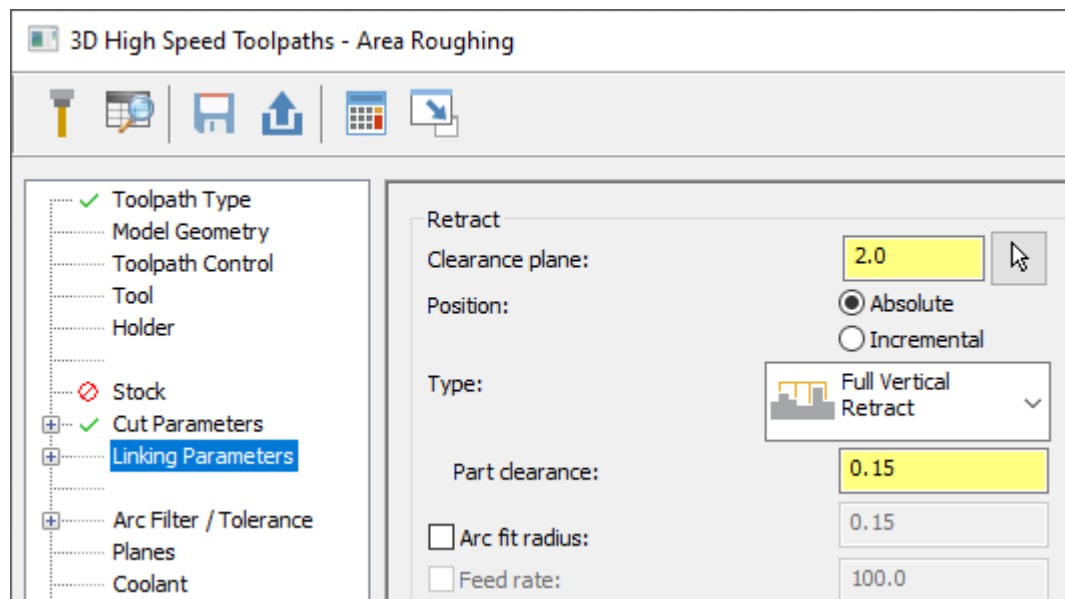 3D High Speed Toolpaths - Area Roughing
Toolpath Type
Model Geometry
Toolpath Control
Tool
Holder
Stock
Cut Parameters
Linking Parameters
Arc Filter / Tolerance
Planes
Coolant
Retract
Clearance plane:
2.0
Position:
Absolute
Incremental
Type:
Full Vertical
Retract
Part clearance:
0.15
Arc fit radius:
0.15
Feed rate:
100.0